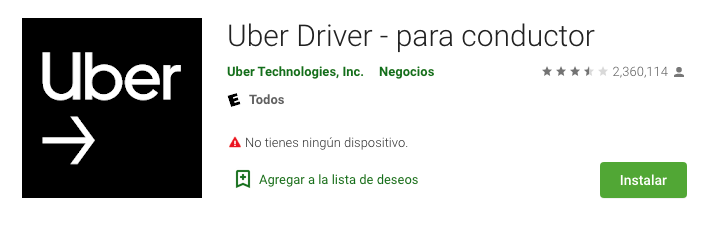 Uber
Uber Driver - para conductor
Uber Technologies, Inc. Negocios 2,360,114
E Todos
No tienes ningún dispositivo.
Agregar a la lista de deseos Instalar